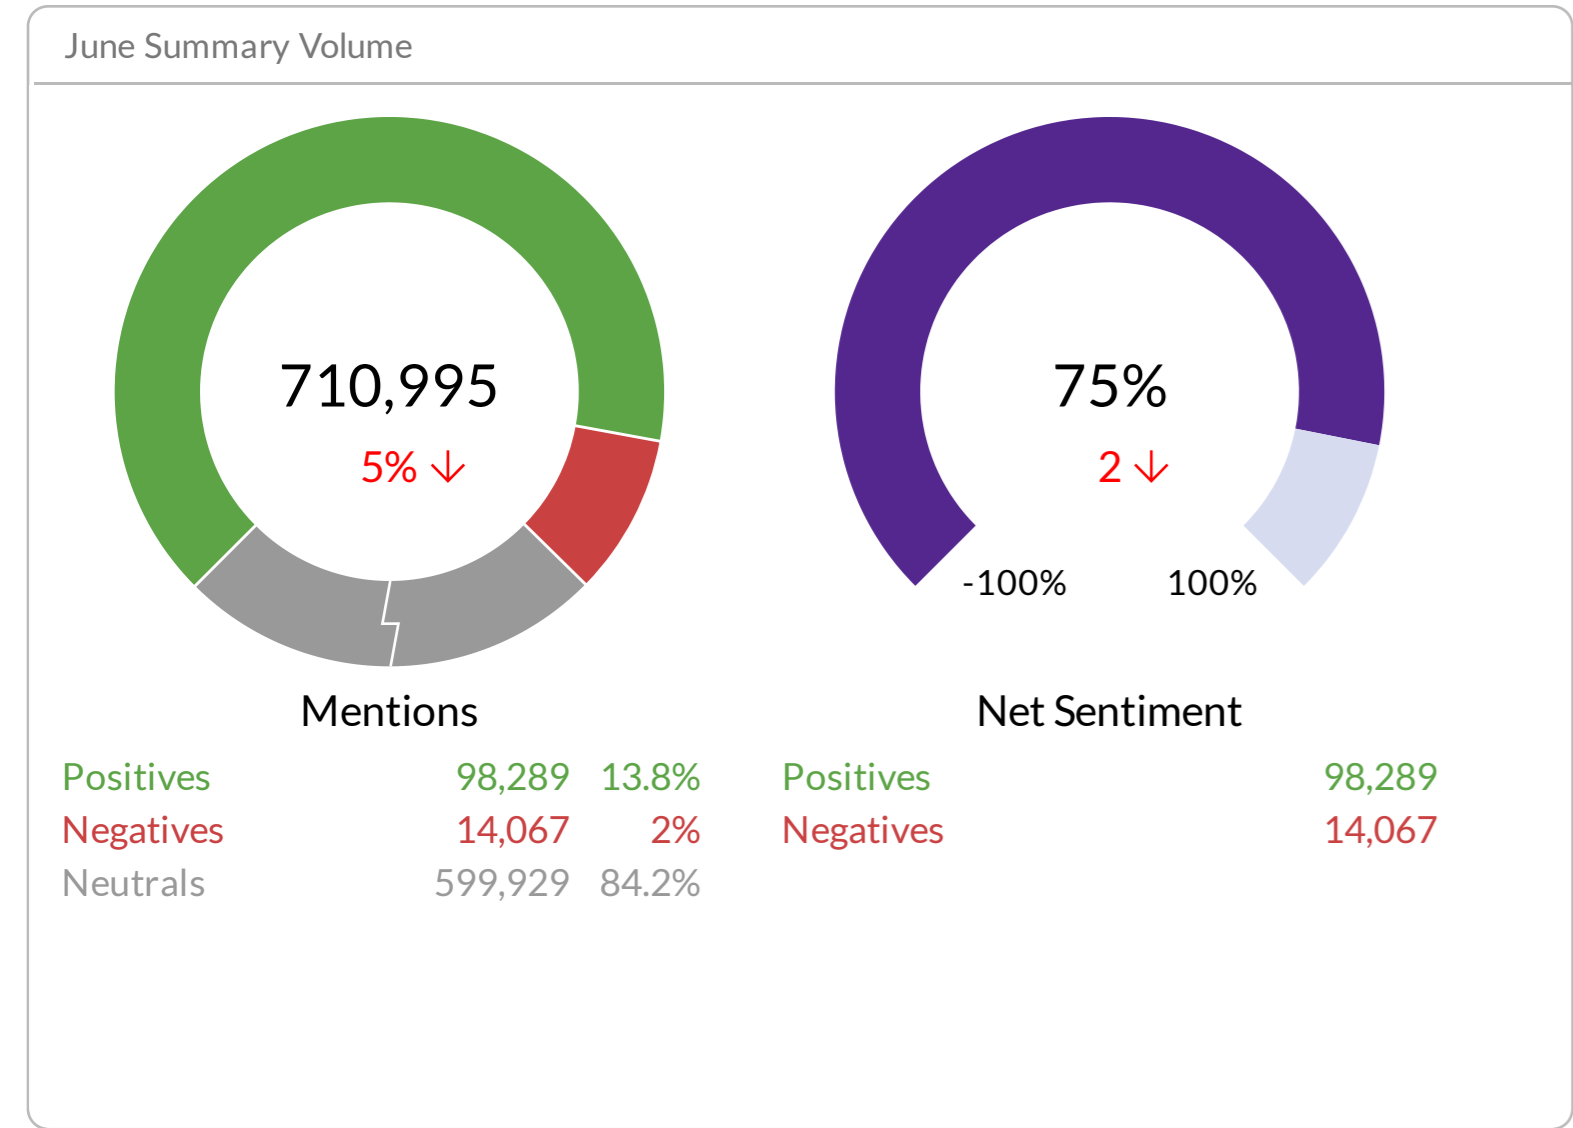 June Summary Volume
710,995
5% ↓
Mentions
Positives 98,289 13.8%
Negatives 14,067 2%
Neutrals 599,929 84.2%
75%
2 ↓
-100% 100%
Net Sentiment
Positives 98,289
Negatives 14,067